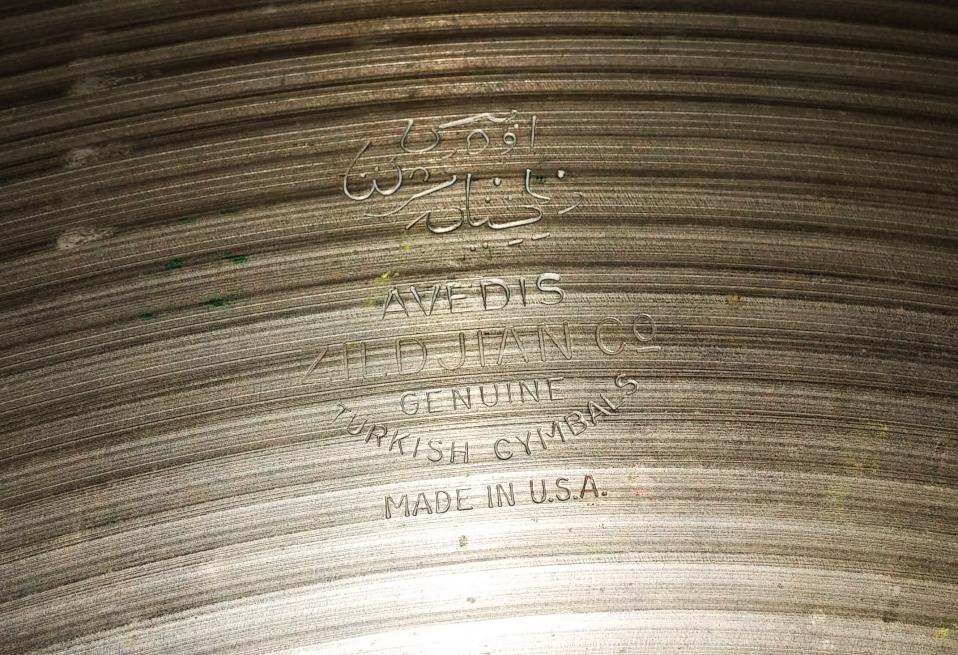 AVEDIS
ZILDJIAN Cº
GENUINE
TURKISH CYMBALS
MADE IN U.S.A.